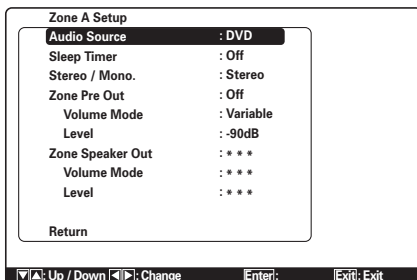 Zone A Setup
Audio Source : DVD
Sleep Timer : Off
Stereo / Mono. : Stereo
Zone Pre Out : Off
Volume Mode : Variable
Level : -90dB
Zone Speaker Out : * * *
Volume Mode : * * *
Level : * * *
Return
▼▲: Up / Down ◀▶: Change Enter: Exit: Exit